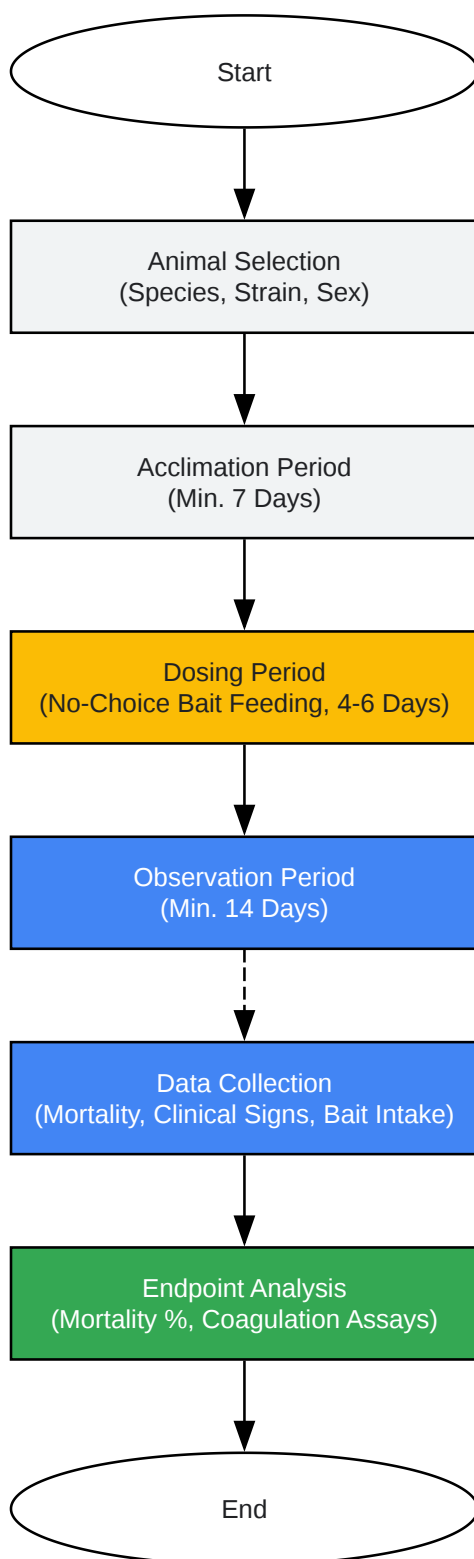 Start
Animal Selection
(Species, Strain, Sex)
Acclimation Period
(Min. 7 Days)
Dosing Period
(No-Choice Bait Feeding, 4-6 Days)
Observation Period
(Min. 14 Days)
Data Collection
(Mortality, Clinical Signs, Bait Intake)
Endpoint Analysis
(Mortality %, Coagulation Assays)
End